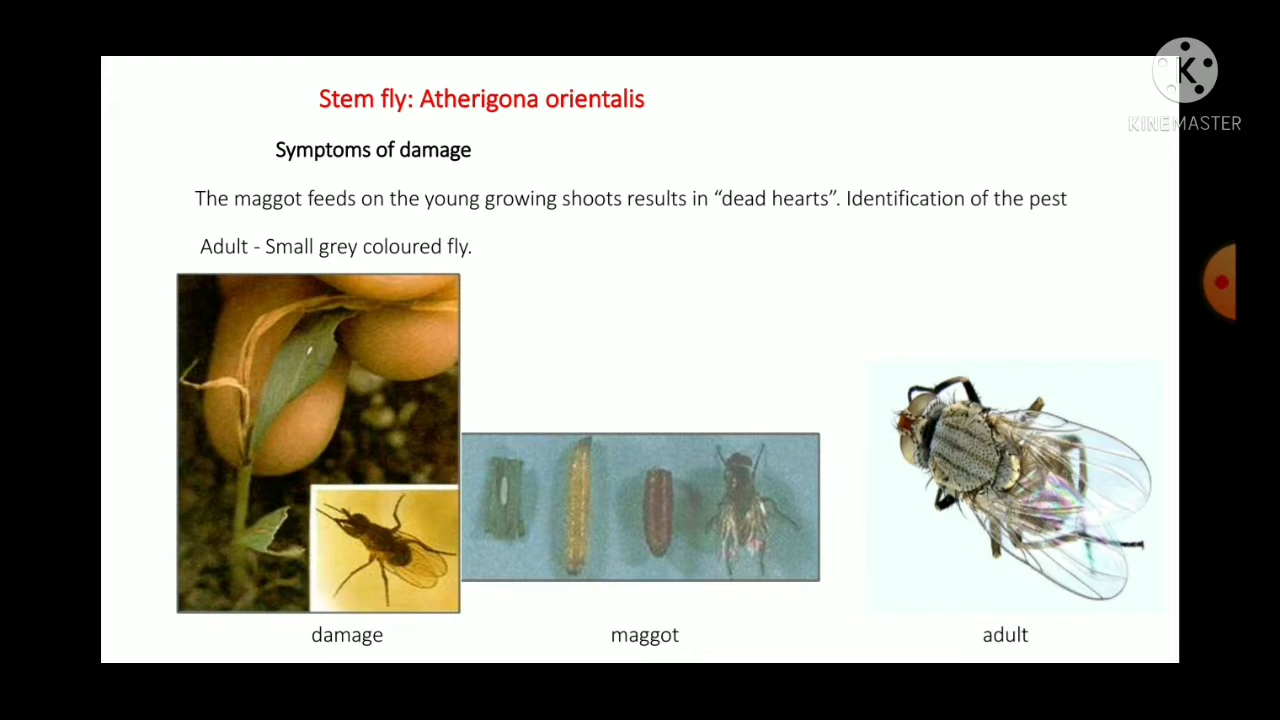 Stem fly: Atherigona orientalis
K
KINEMASTER
Symptoms of damage
The maggot feeds on the young growing shoots results in “dead hearts”. Identification of the pest
Adult - Small grey coloured fly.
damage
maggot
adult